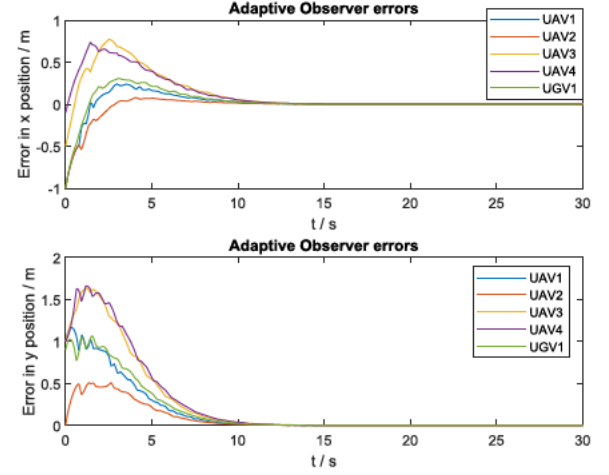 Adaptive Observer errors
Error in x position / m
1
0.5
0
-0.5
-1
0 5 10 15 20 25 30
t / s
UAV1
UAV2
UAV3
UAV4
UGV1
Adaptive Observer errors
Error in y position / m
2
1.5
1
0.5
0
0 5 10 15 20 25 30
t / s
UAV1
UAV2
UAV3
UAV4
UGV1